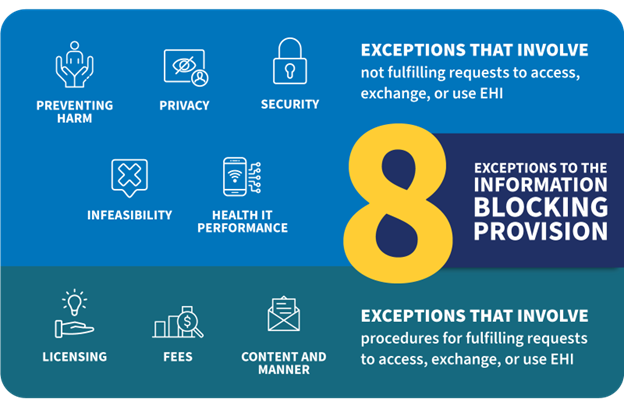 EXCEPTIONS THAT INVOLVE
not fulfilling requests to access,
exchange, or use EHI
PREVENTING
HARM
PRIVACY
SECURITY
INFEASIBILITY
HEALTH IT
PERFORMANCE
8
EXCEPTIONS TO THE
INFORMATION
BLOCKING
PROVISION
EXCEPTIONS THAT INVOLVE
procedures for fulfilling requests
to access, exchange, or use EHI
$
LICENSING
FEES
CONTENT AND
MANNER